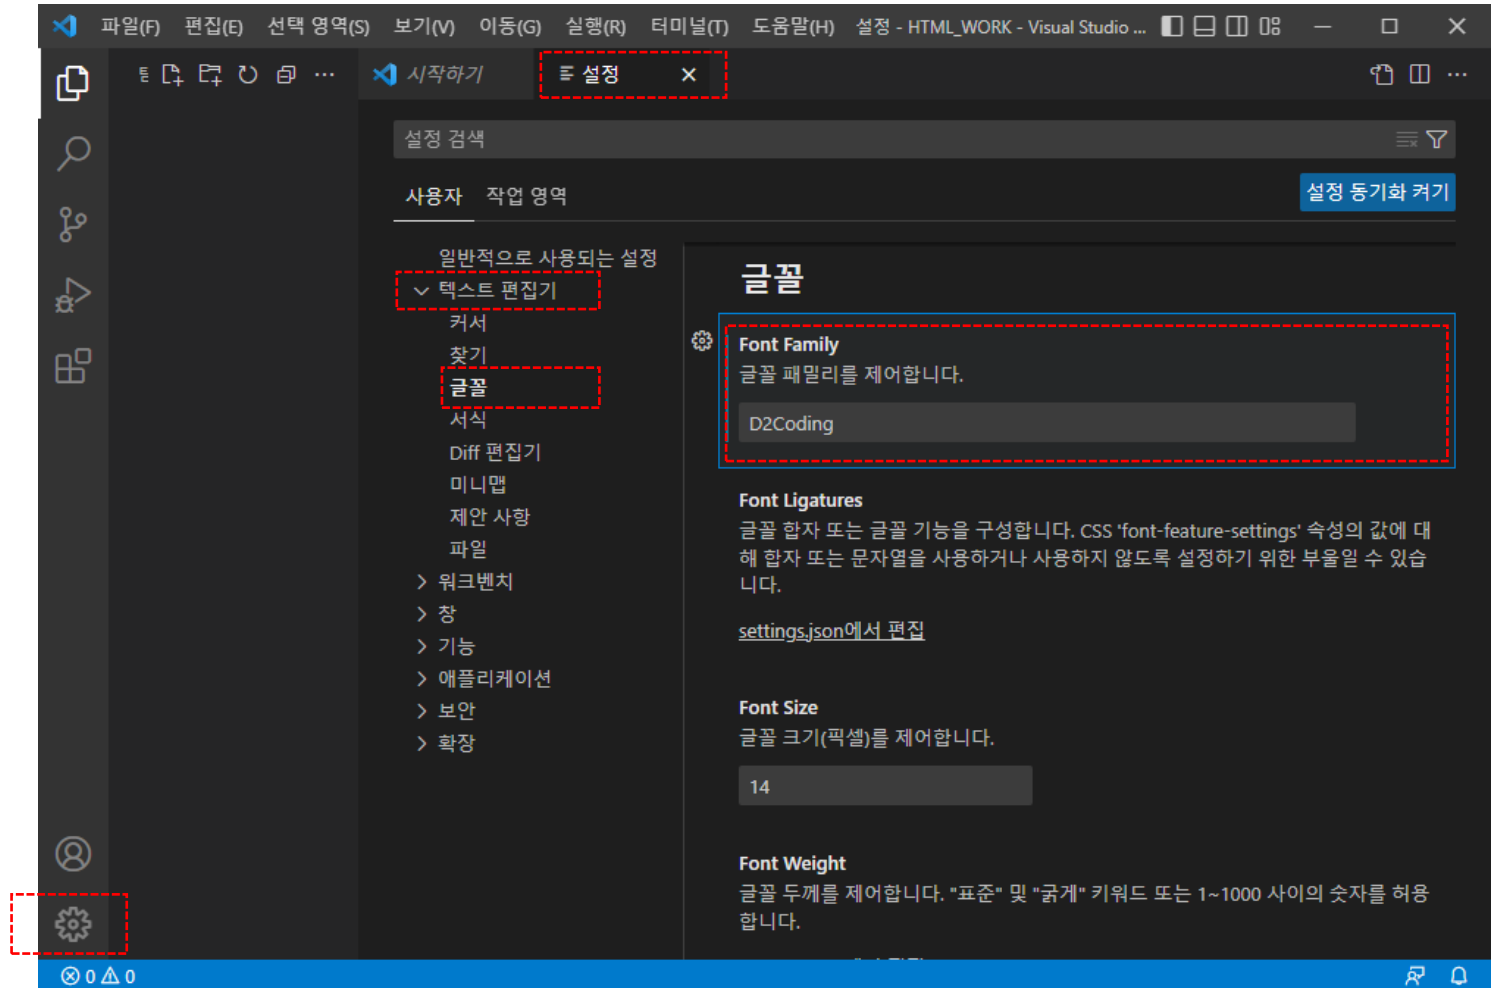 파일(F) 편집(E) 선택 영역(S) 보기(V) 이동(G) 실행(R) 터미널(T) 도움말(H) 설정 - HTML_WORK - Visual Studio ...
시작하기 설정
설정 검색
사용자 작업 영역 설정 동기화 켜기
일반적으로 사용되는 설정
텍스트 편집기
커서
찾기
글꼴
서식
Diff 편집기
미니맵
제안 사항
파일
워크벤치
창
기능
애플리케이션
보안
확장
글꼴
Font Family
글꼴 패밀리를 제어합니다.
D2Coding
Font Ligatures
글꼴 합자 또는 글꼴 기능을 구성합니다. CSS 'font-feature-settings' 속성의 값에 대
해 합자 또는 문자열을 사용하거나 사용하지 않도록 설정하기 위한 부울일 수 있습
니다.
settings.json에서 편집
Font Size
글꼴 크기(픽셀)를 제어합니다.
14
Font Weight
글꼴 두께를 제어합니다. "표준" 및 "굵게" 키워드 또는 1~1000 사이의 숫자를 허용
합니다.
0 0